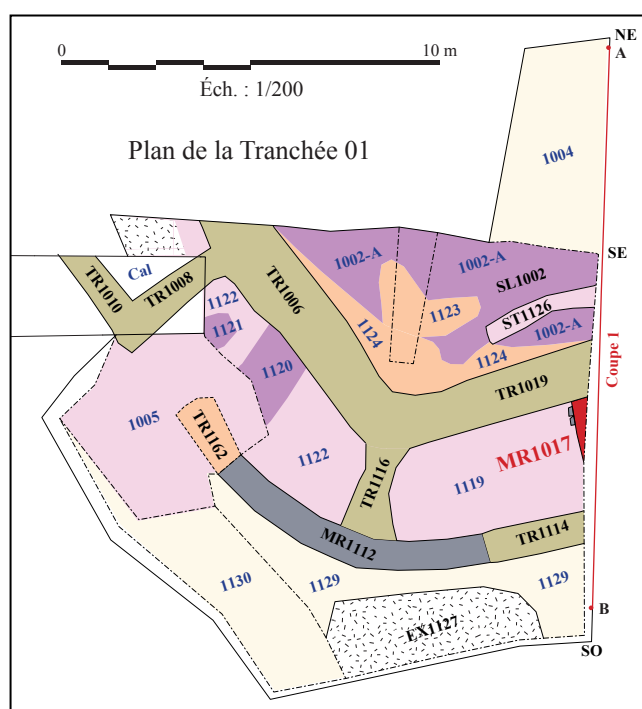 NE
A
0 10 m
Éch. : 1/200
Plan de la Tranchée 01
1004
SE
1002-A
1002-A
SL1002
Cal
TR1010
TR1008
TR1006
1122
1121
1123
ST1126
1002-A
1124
1124
1120
Coupe 1
TR1019
1005
TR1162
1122
TR1116
1119
MR1017
MR1112
TR1114
1130
1129
1129
EX1127
B
SO